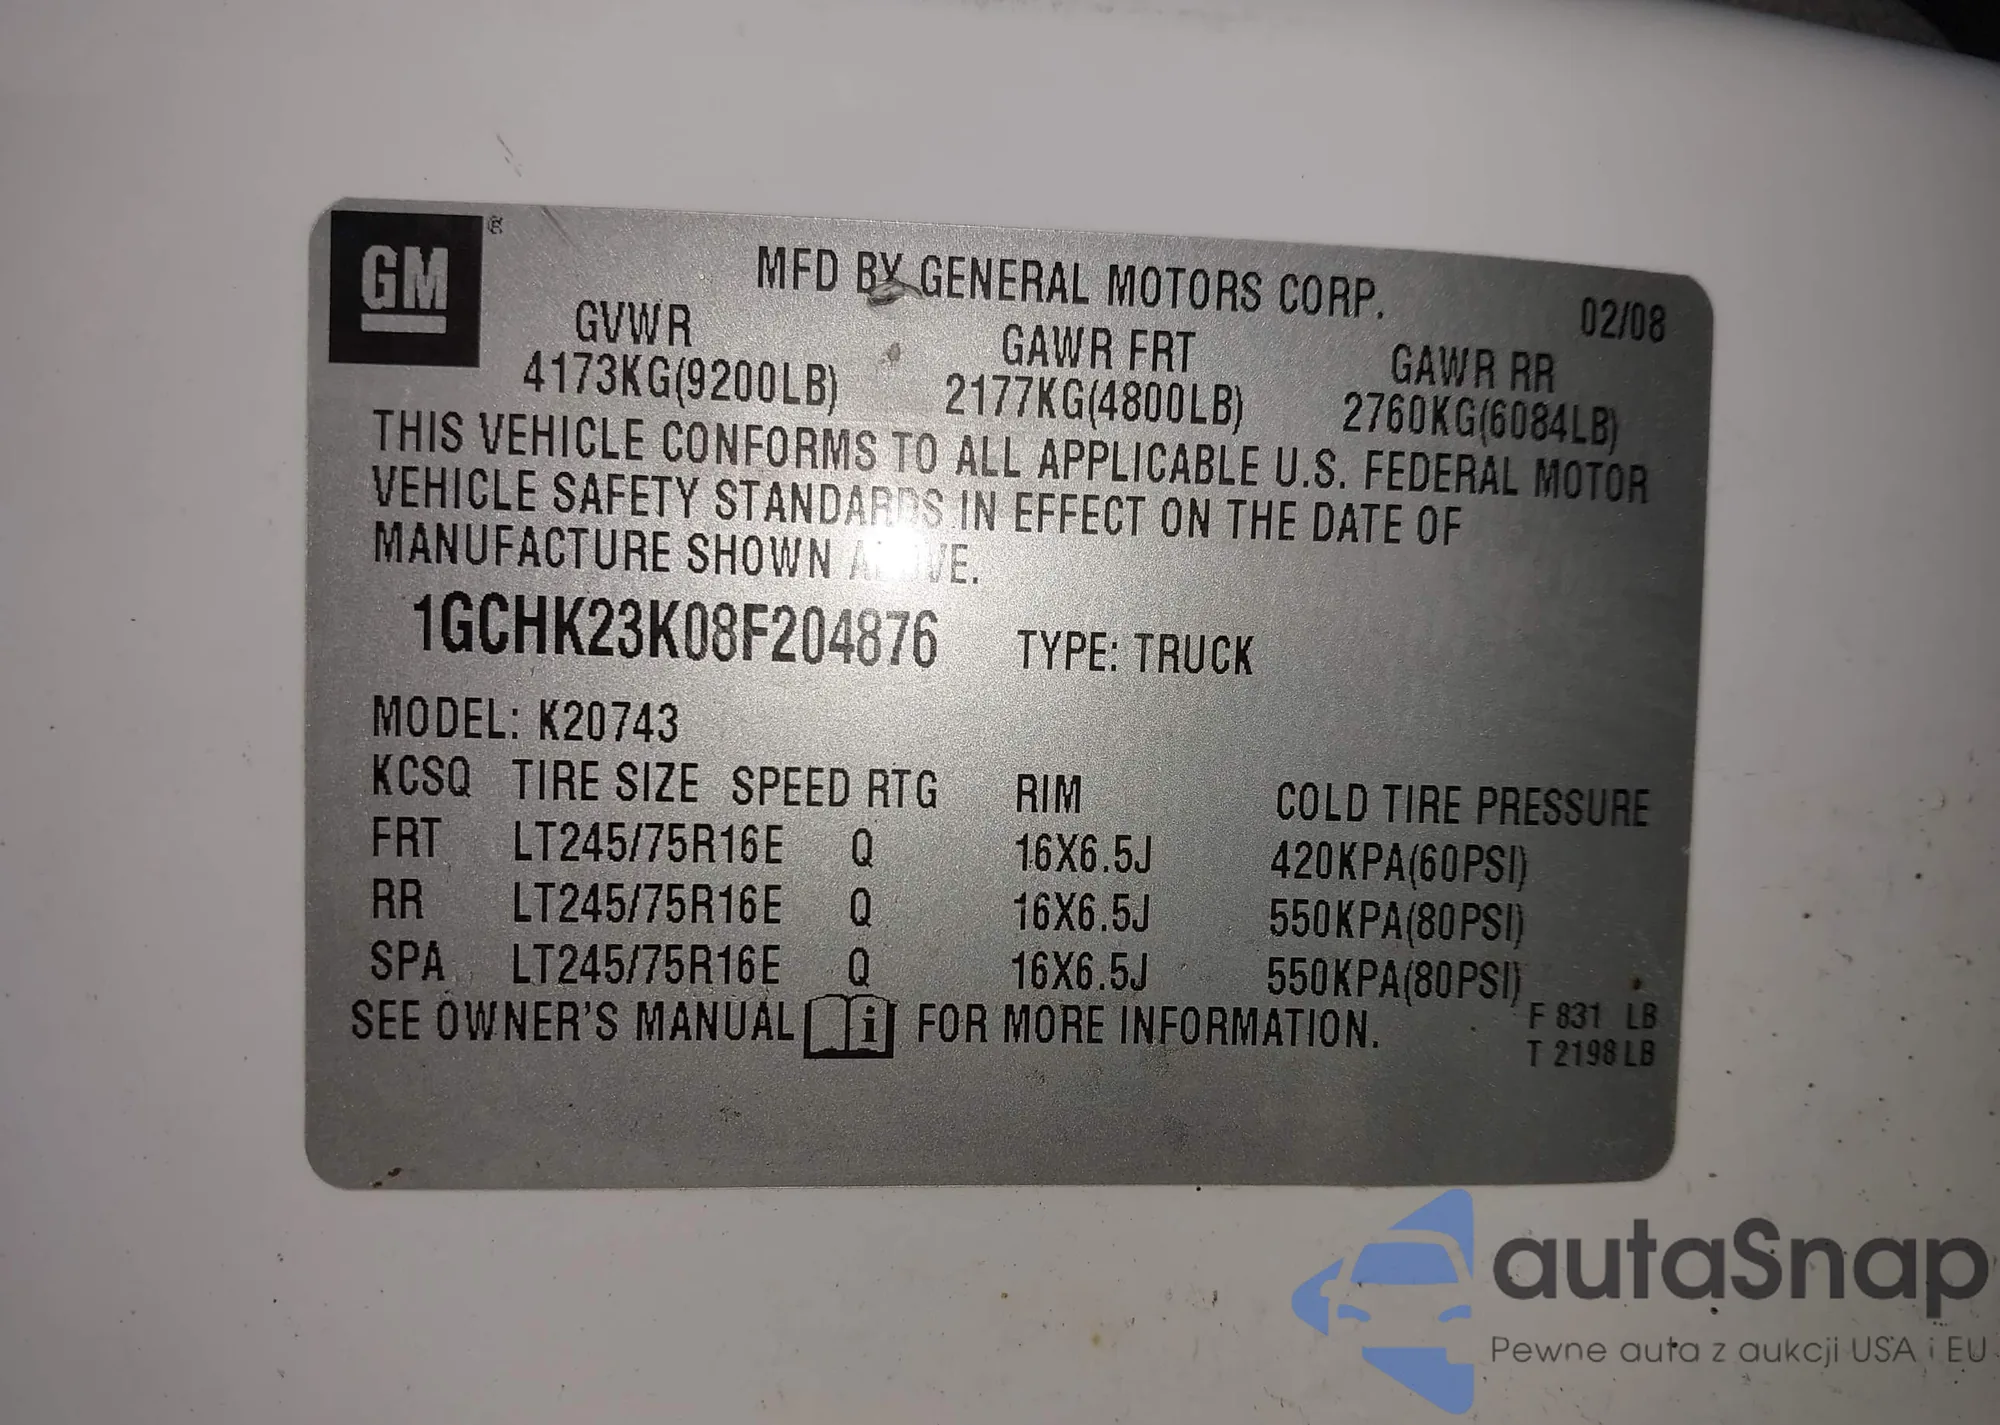 GM ®
MFD BY GENERAL MOTORS CORP.
02/08
GVWR GAWR FRT GAWR RR
4173KG(9200LB) 2177KG(4800LB) 2760KG(6084LB)
THIS VEHICLE CONFORMS TO ALL APPLICABLE U.S. FEDERAL MOTOR
VEHICLE SAFETY STANDARDS IN EFFECT ON THE DATE OF
MANUFACTURE SHOWN ABOVE.
1GCHK23K08F204876 TYPE: TRUCK
MODEL: K20743
KCSQ TIRE SIZE SPEED RTG RIM COLD TIRE PRESSURE
FRT LT245/75R16E Q 16X6.5J 420KPA(60PSI)
RR LT245/75R16E Q 16X6.5J 550KPA(80PSI)
SPA LT245/75R16E Q 16X6.5J 550KPA(80PSI)
SEE OWNER'S MANUAL i FOR MORE INFORMATION.
F 831 LB
T 2198 LB
autaSnap
Pewne auta z aukcji USA i EU